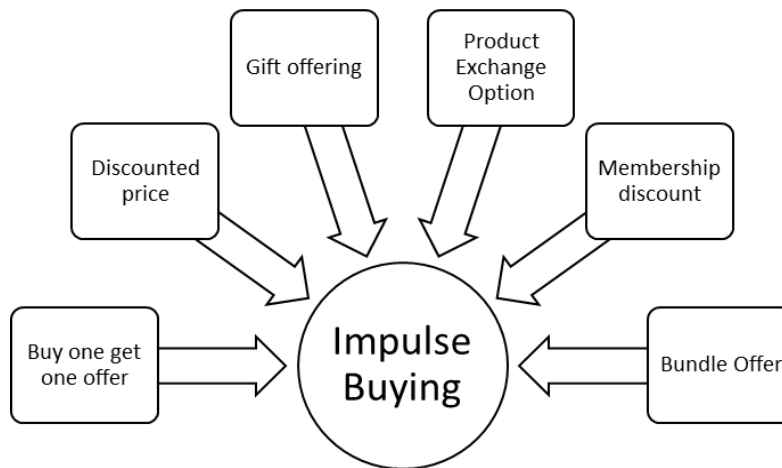 Gift offering
Product
Exchange
Option
Discounted
price
Membership
discount
Buy one get
one offer
Impulse
Buying
Bundle Offer